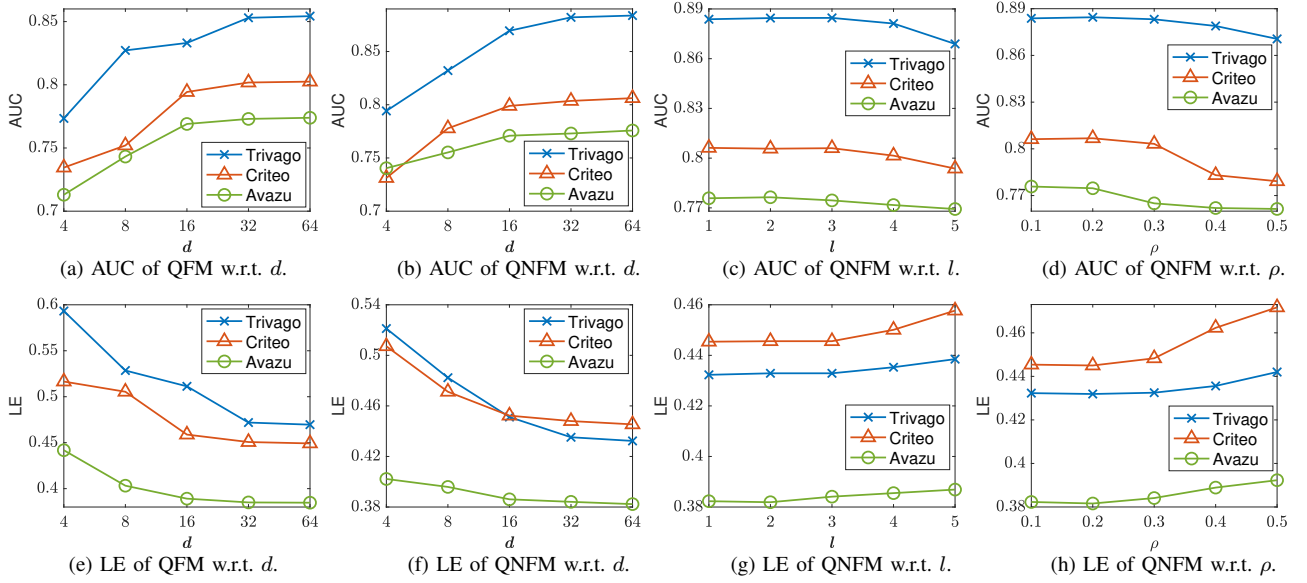 0.85
0.8
0.75
0.7
AUC
4 8 16 32 64
d
Trivago
Criteo
Avazu
(a) AUC of QFM w.r.t. d.
0.85
0.8
0.75
0.7
AUC
4 8 16 32 64
d
Trivago
Criteo
Avazu
(b) AUC of QNFM w.r.t. d.
0.89
0.86
0.83
0.8
0.77
AUC
1 2 3 4 5
l
Trivago
Criteo
Avazu
(c) AUC of QNFM w.r.t. l.
0.89
0.86
0.83
0.8
0.77
AUC
0.1 0.2 0.3 0.4 0.5
ρ
Trivago
Criteo
Avazu
(d) AUC of QNFM w.r.t. ρ.
0.6
0.55
0.5
0.45
0.4
LE
4 8 16 32 64
d
Trivago
Criteo
Avazu
(e) LE of QFM w.r.t. d.
0.54
0.5
0.46
0.42
0.38
LE
4 8 16 32 64
d
Trivago
Criteo
Avazu
(f) LE of QNFM w.r.t. d.
0.46
0.44
0.42
0.4
0.38
LE
1 2 3 4 5
l
Trivago
Criteo
Avazu
(g) LE of QNFM w.r.t. l.
0.46
0.44
0.42
0.4
0.38
LE
0.1 0.2 0.3 0.4 0.5
ρ
Trivago
Criteo
Avazu
(h) LE of QNFM w.r.t. ρ.